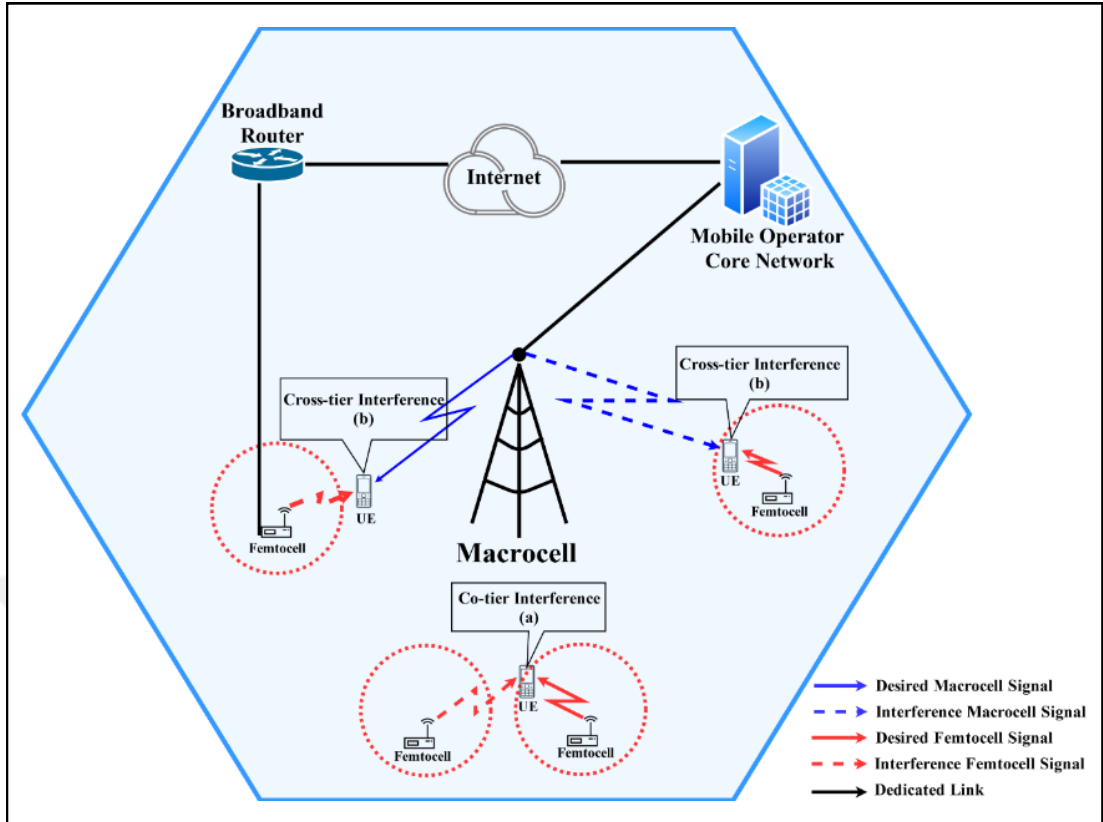 Broadband
Router
Internet
Mobile Operator
Core Network
Cross-tier Interference
(b)
Cross-tier Interference
(b)
UE
Femtocell
UE
Femtocell
Macrocell
Co-tier Interference
(a)
UE
Femtocell
Femtocell
Desired Macrocell Signal
Interference Macrocell Signal
Desired Femtocell Signal
Interference Femtocell Signal
Dedicated Link